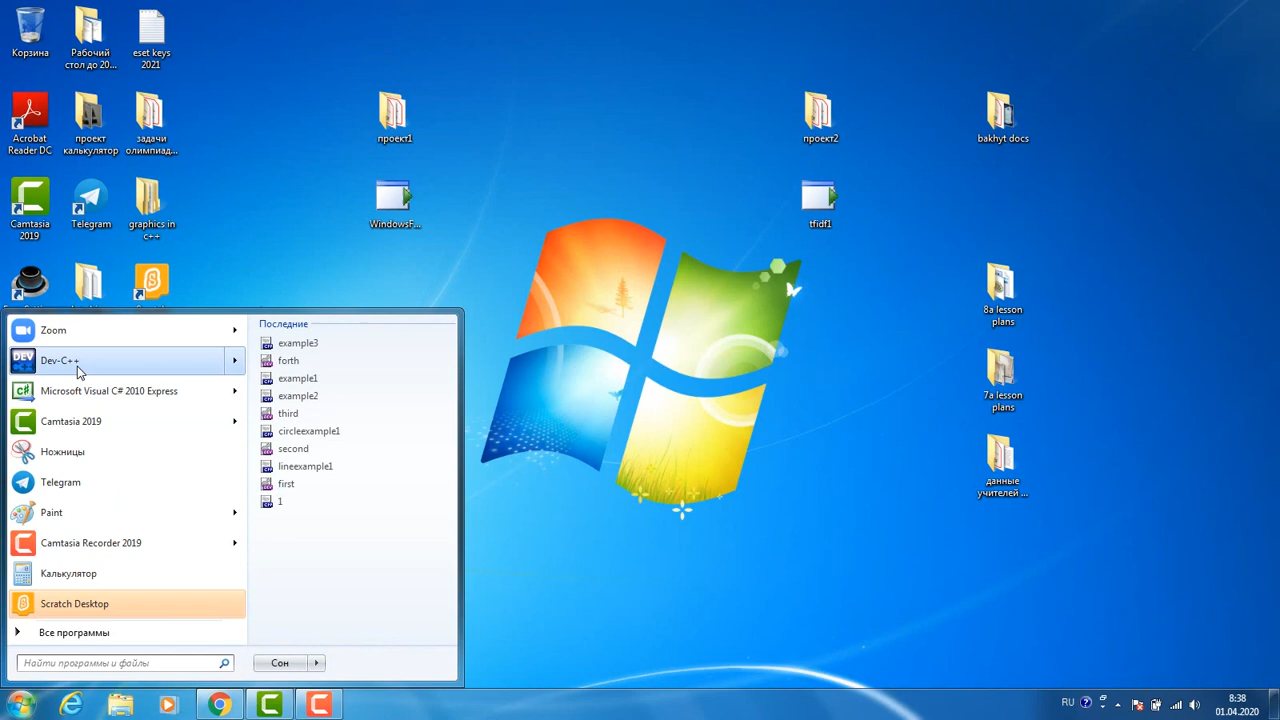 Корзина
Рабочий
стол до 20...
eset keys
2021
Acrobat
Reader DC
проект
калькулятор
задачи
олимпиад...
проект1
проект2
bakhyt docs
Camtasia
2019
Telegram
graphics in
c++
WindowsF...
tfidf1
8a lesson
plans
7a lesson
plans
данные
учителей ...
Zoom
DEV
C++
Dev-C++
C#
Microsoft Visual C# 2010 Express
Camtasia 2019
Ножницы
Telegram
Paint
Camtasia Recorder 2019
Калькулятор
Scratch Desktop
Все программы
Найти программы и файлы
Последние
example3
forth
example1
example2
third
circleexample1
second
lineexample1
first
1
Сон
RU
8:38
01.04.2020